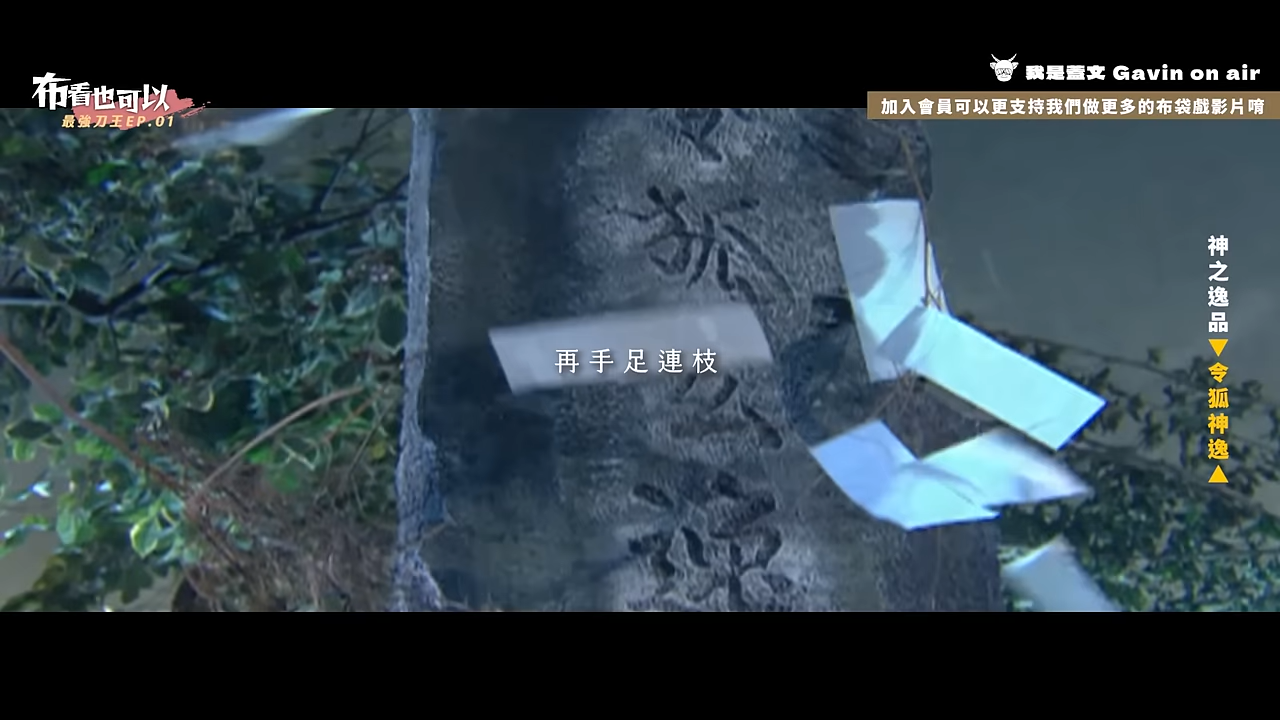 布看也可以
最強刀王EP.01
我是蓋文 Gavin on air
加入會員可以更支持我們做更多的布袋戲影片唷
神之逸品▼令狐神逸▲
狐
再手足連枝